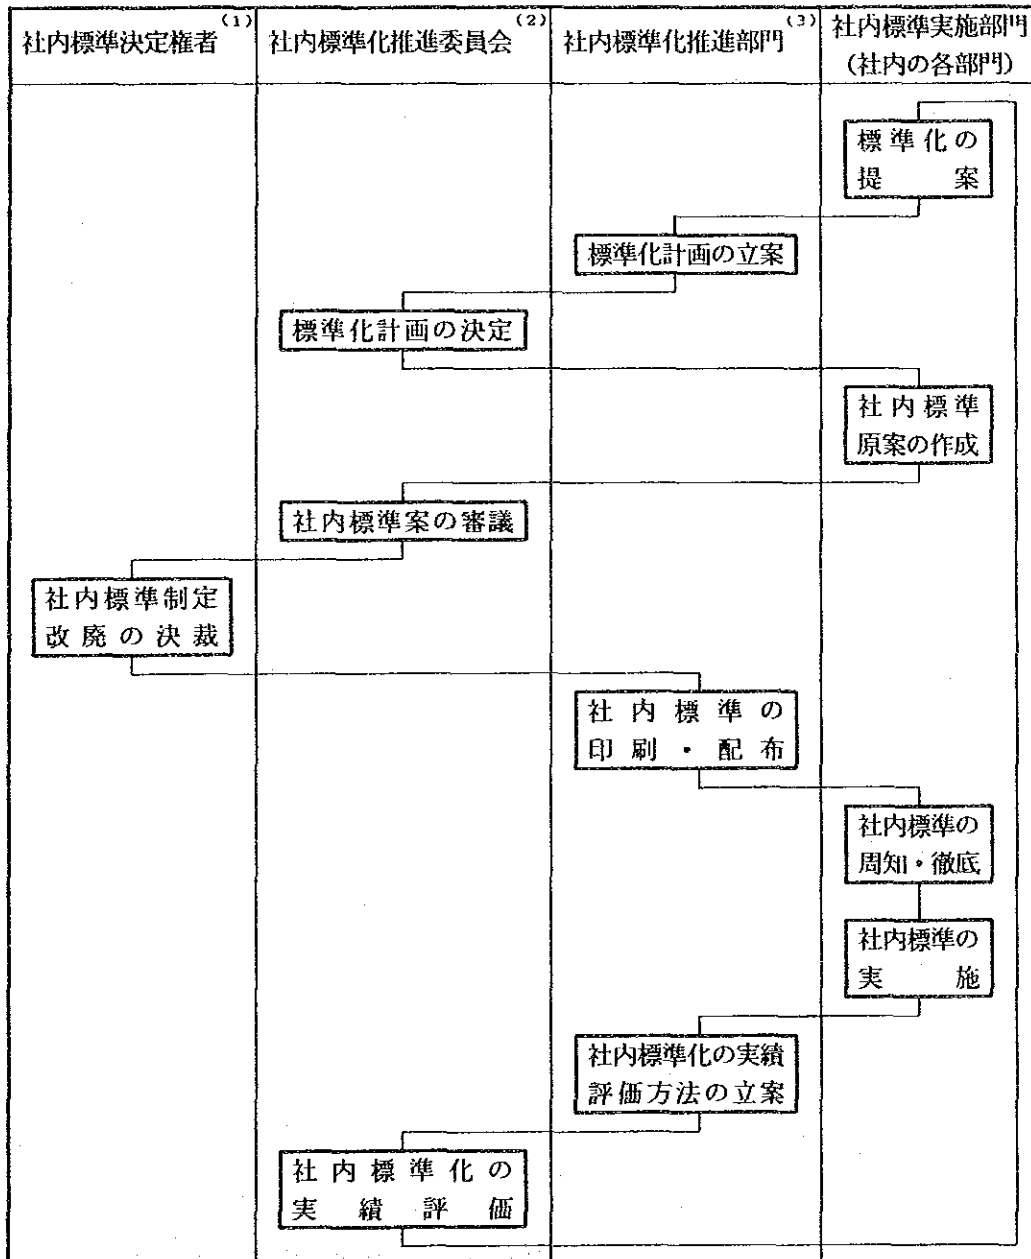 社内標準決定権者(1)
社内標準化推進委員会(2)
社内標準化推進部門(3)
社内標準実施部門
(社内の各部門)
標準化の
提案
標準化計画の立案
標準化計画の決定
社内標準
原案の作成
社内標準案の審議
社内標準制定
改廃の決裁
社内標準の
印刷・配布
社内標準の
周知・徹底
社内標準の
実施
社内標準化の実績
評価方法の立案
社内標準化の
実績評価